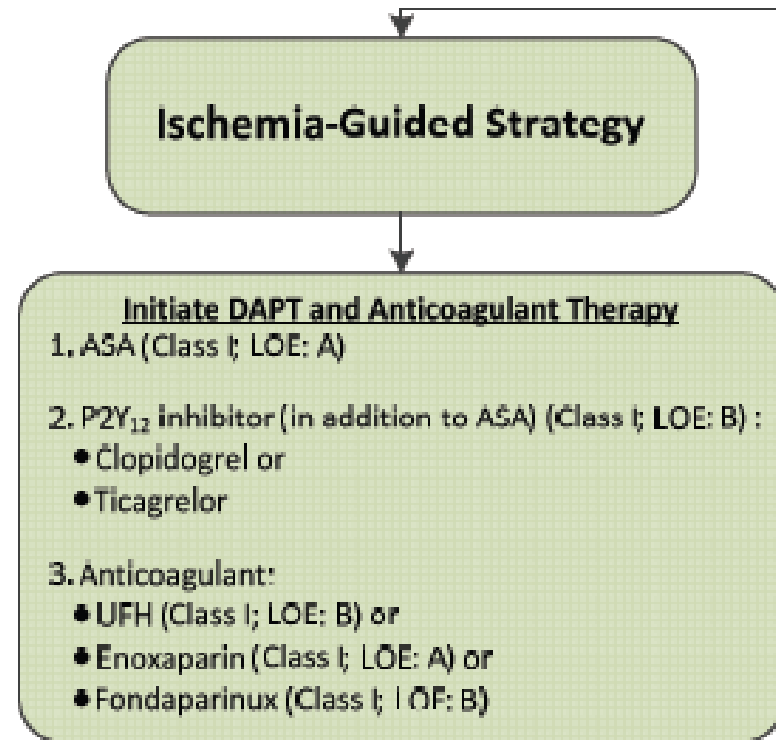 Ischemia-Guided Strategy
Initiate DAPT and Anticoagulant Therapy
1. ASA (Class I; LOE: A)
2. P2Y₁₂ inhibitor (in addition to ASA) (Class I; LOE: B) :
● Clopidogrel or
● Ticagrelor
3. Anticoagulant:
● UFH (Class I; LOE: B) or
● Enoxaparin (Class I; LOE: A) or
● Fondaparinux (Class I; LOE: B)